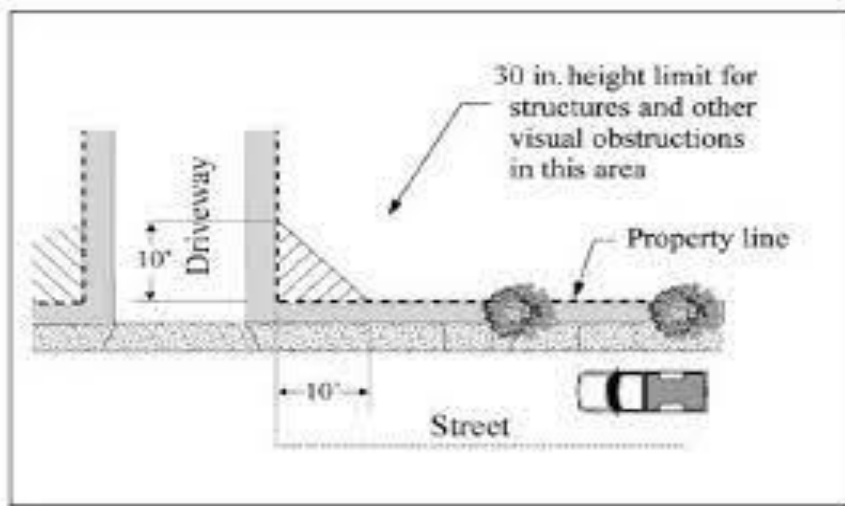 30 in. height limit for
structures and other
visual obstructions
in this area
Driveway
10'
Property line
10'
Street